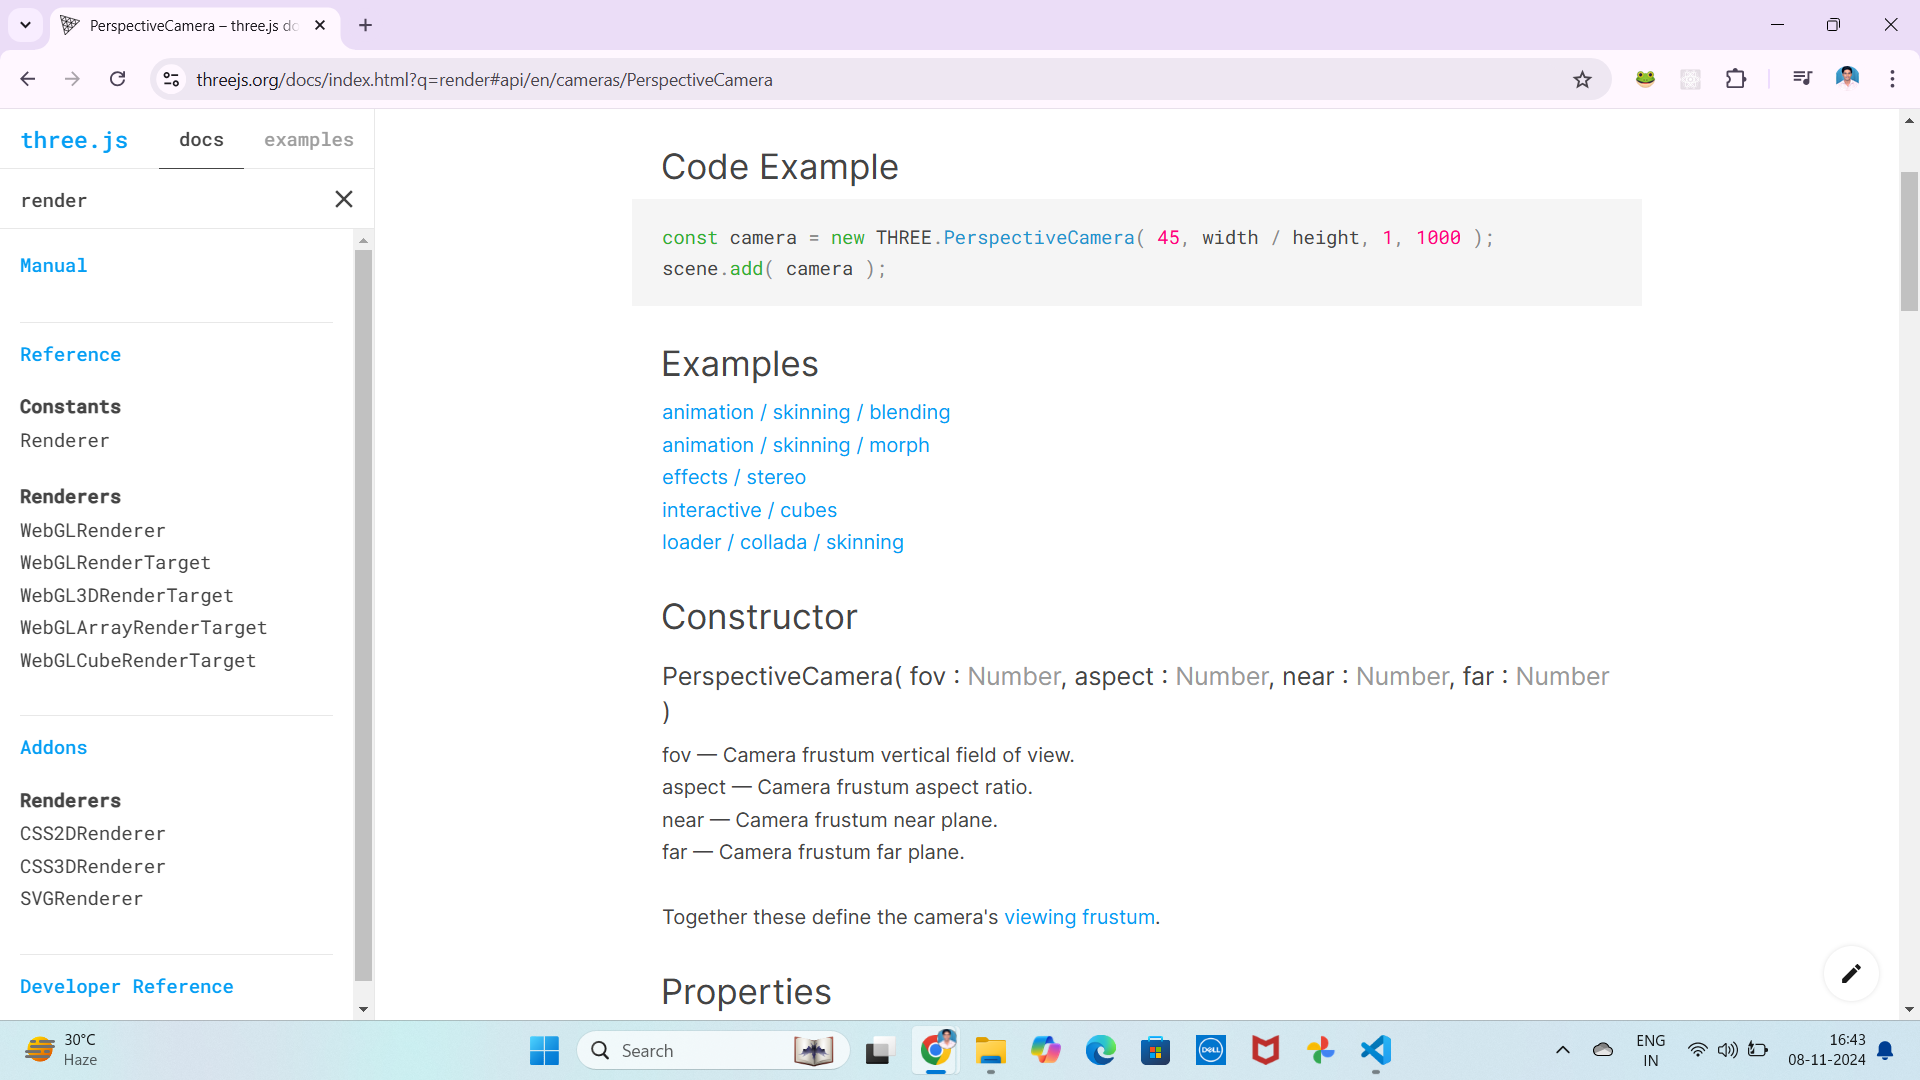 PerspectiveCamera – three.js do
threejs.org/docs/index.html?q=render#api/en/cameras/PerspectiveCamera
three.js docs examples
render
Manual
Reference
Constants
Renderer
Renderers
WebGLRenderer
WebGLRenderTarget
WebGL3DRenderTarget
WebGLArrayRenderTarget
WebGLCubeRenderTarget
Addons
Renderers
CSS2DRenderer
CSS3DRenderer
SVGRenderer
Developer Reference
Code Example
const camera = new THREE.PerspectiveCamera( 45, width / height, 1, 1000 );
scene.add( camera );
Examples
animation / skinning / blending
animation / skinning / morph
effects / stereo
interactive / cubes
loader / collada / skinning
Constructor
PerspectiveCamera( fov : Number, aspect : Number, near : Number, far : Number
)
fov — Camera frustum vertical field of view.
aspect — Camera frustum aspect ratio.
near — Camera frustum near plane.
far — Camera frustum far plane.
Together these define the camera's viewing frustum.
Properties
30°C
Haze
Search
DELL
ENG
IN
16:43
08-11-2024